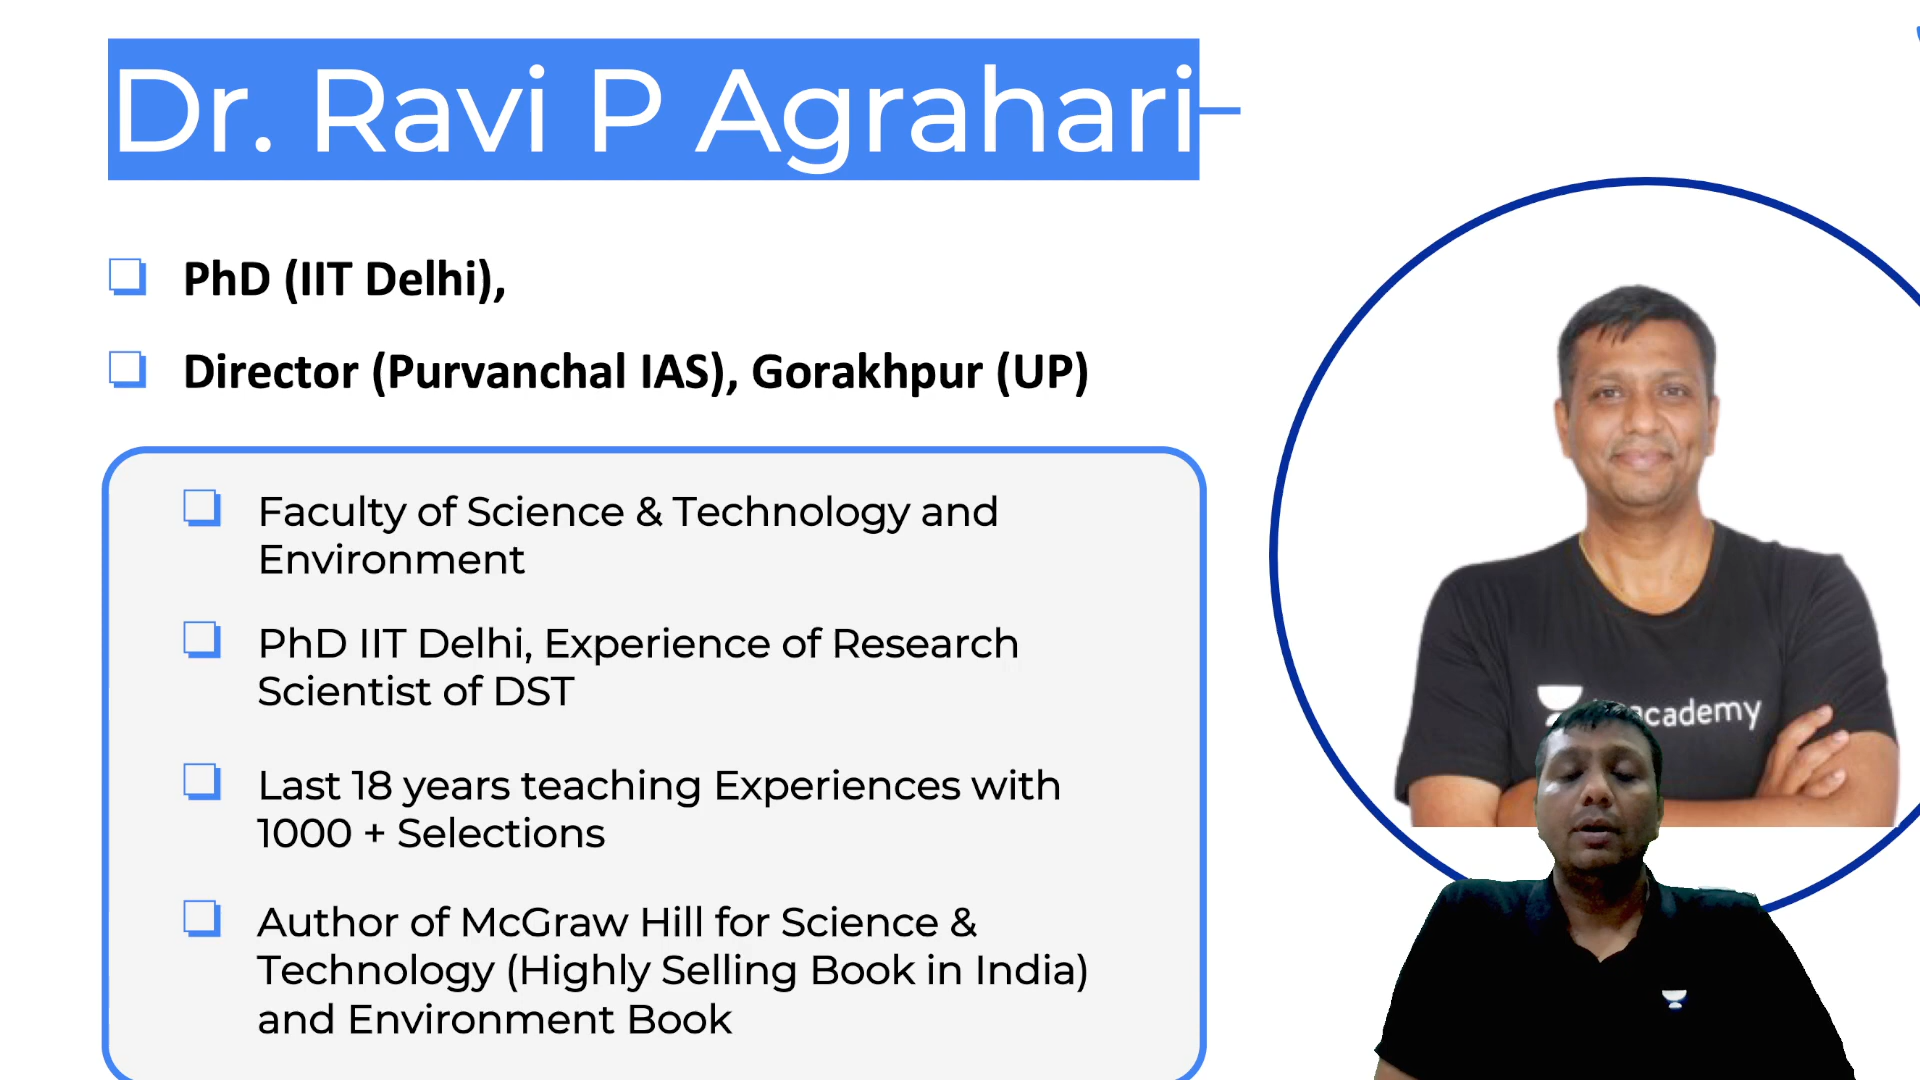 Dr. Ravi P Agrahari–
PhD (IIT Delhi),
Director (Purvanchal IAS), Gorakhpur (UP)
Faculty of Science & Technology and
Environment
PhD IIT Delhi, Experience of Research
Scientist of DST
Last 18 years teaching Experiences with
1000 + Selections
Author of McGraw Hill for Science &
Technology (Highly Selling Book in India)
and Environment Book